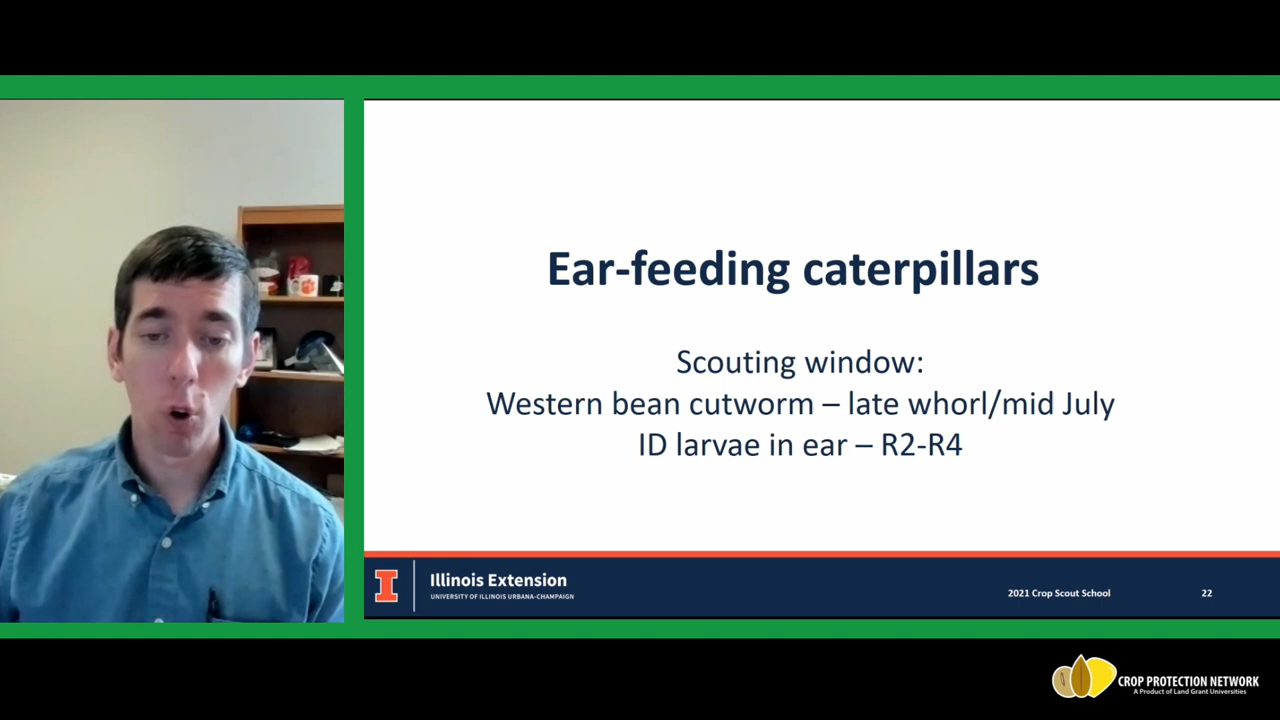 Ear-feeding caterpillars
Scouting window:
Western bean cutworm – late whorl/mid July
ID larvae in ear – R2-R4
I
Illinois Extension
UNIVERSITY OF ILLINOIS URBANA-CHAMPAIGN
2021 Crop Scout School
22
CROP PROTECTION NETWORK
A Product of Land Grant Universities